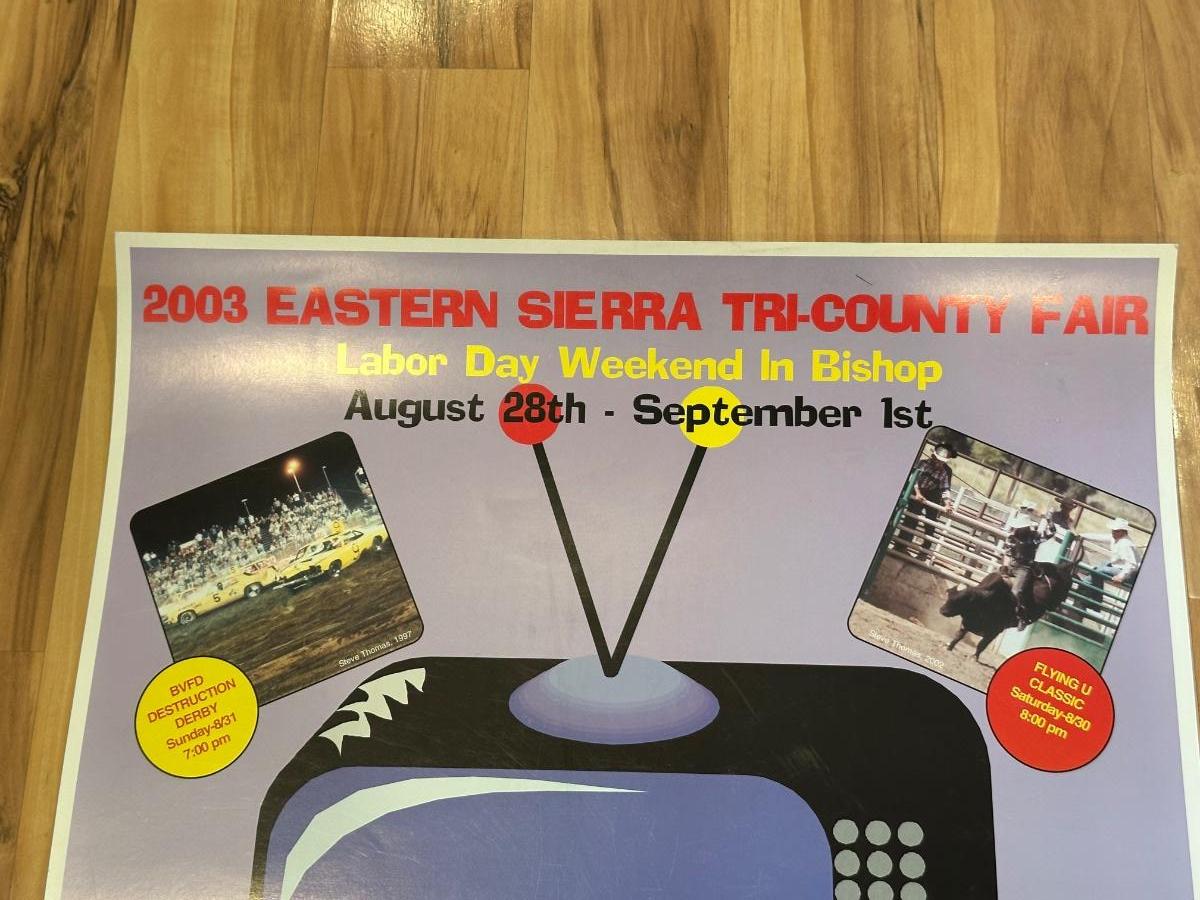 2003 EASTERN SIERRA TRI-COUNTY FAIR
Labor Day Weekend In Bishop
August 28th - September 1st
Steve Thomas, 1997
Steve Thomas, 2002
BVFD
DESTRUCTION
DERBY
Sunday-8/31
7:00 pm
FLYING U
CLASSIC
Saturday-8/30
8:00 pm
5